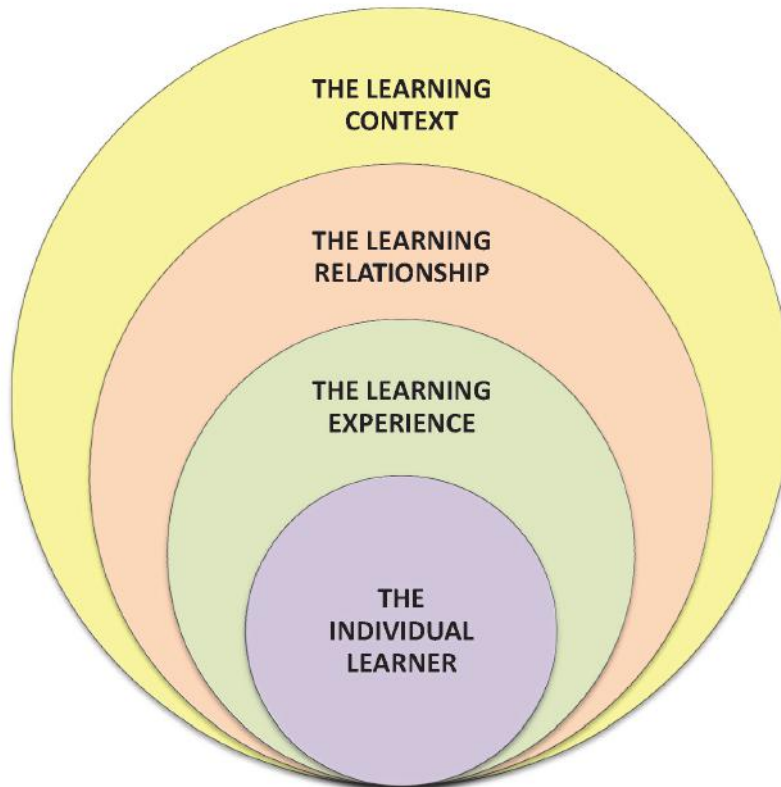 THE LEARNING
CONTEXT
THE LEARNING
RELATIONSHIP
THE LEARNING
EXPERIENCE
THE
INDIVIDUAL
LEARNER